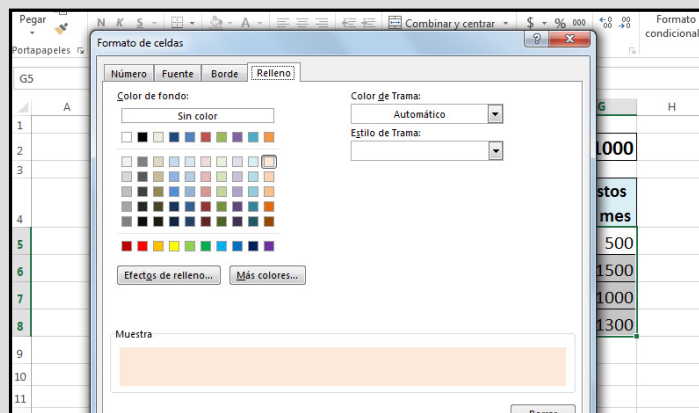 Pegar
N K S
Combinar y centrar
$ % 000
Formato
condicional
Portapapeles
Formato de celdas
G5
Número Fuente Borde Relleno
Color de fondo:
Sin color
Color de Trama:
Automático
Estilo de Trama:
A G H
1
2 1000
3
4 mes
5 500
6 1500
7 1000
8 1300
9
10
11
Efectos de relleno... Más colores...
Muestra